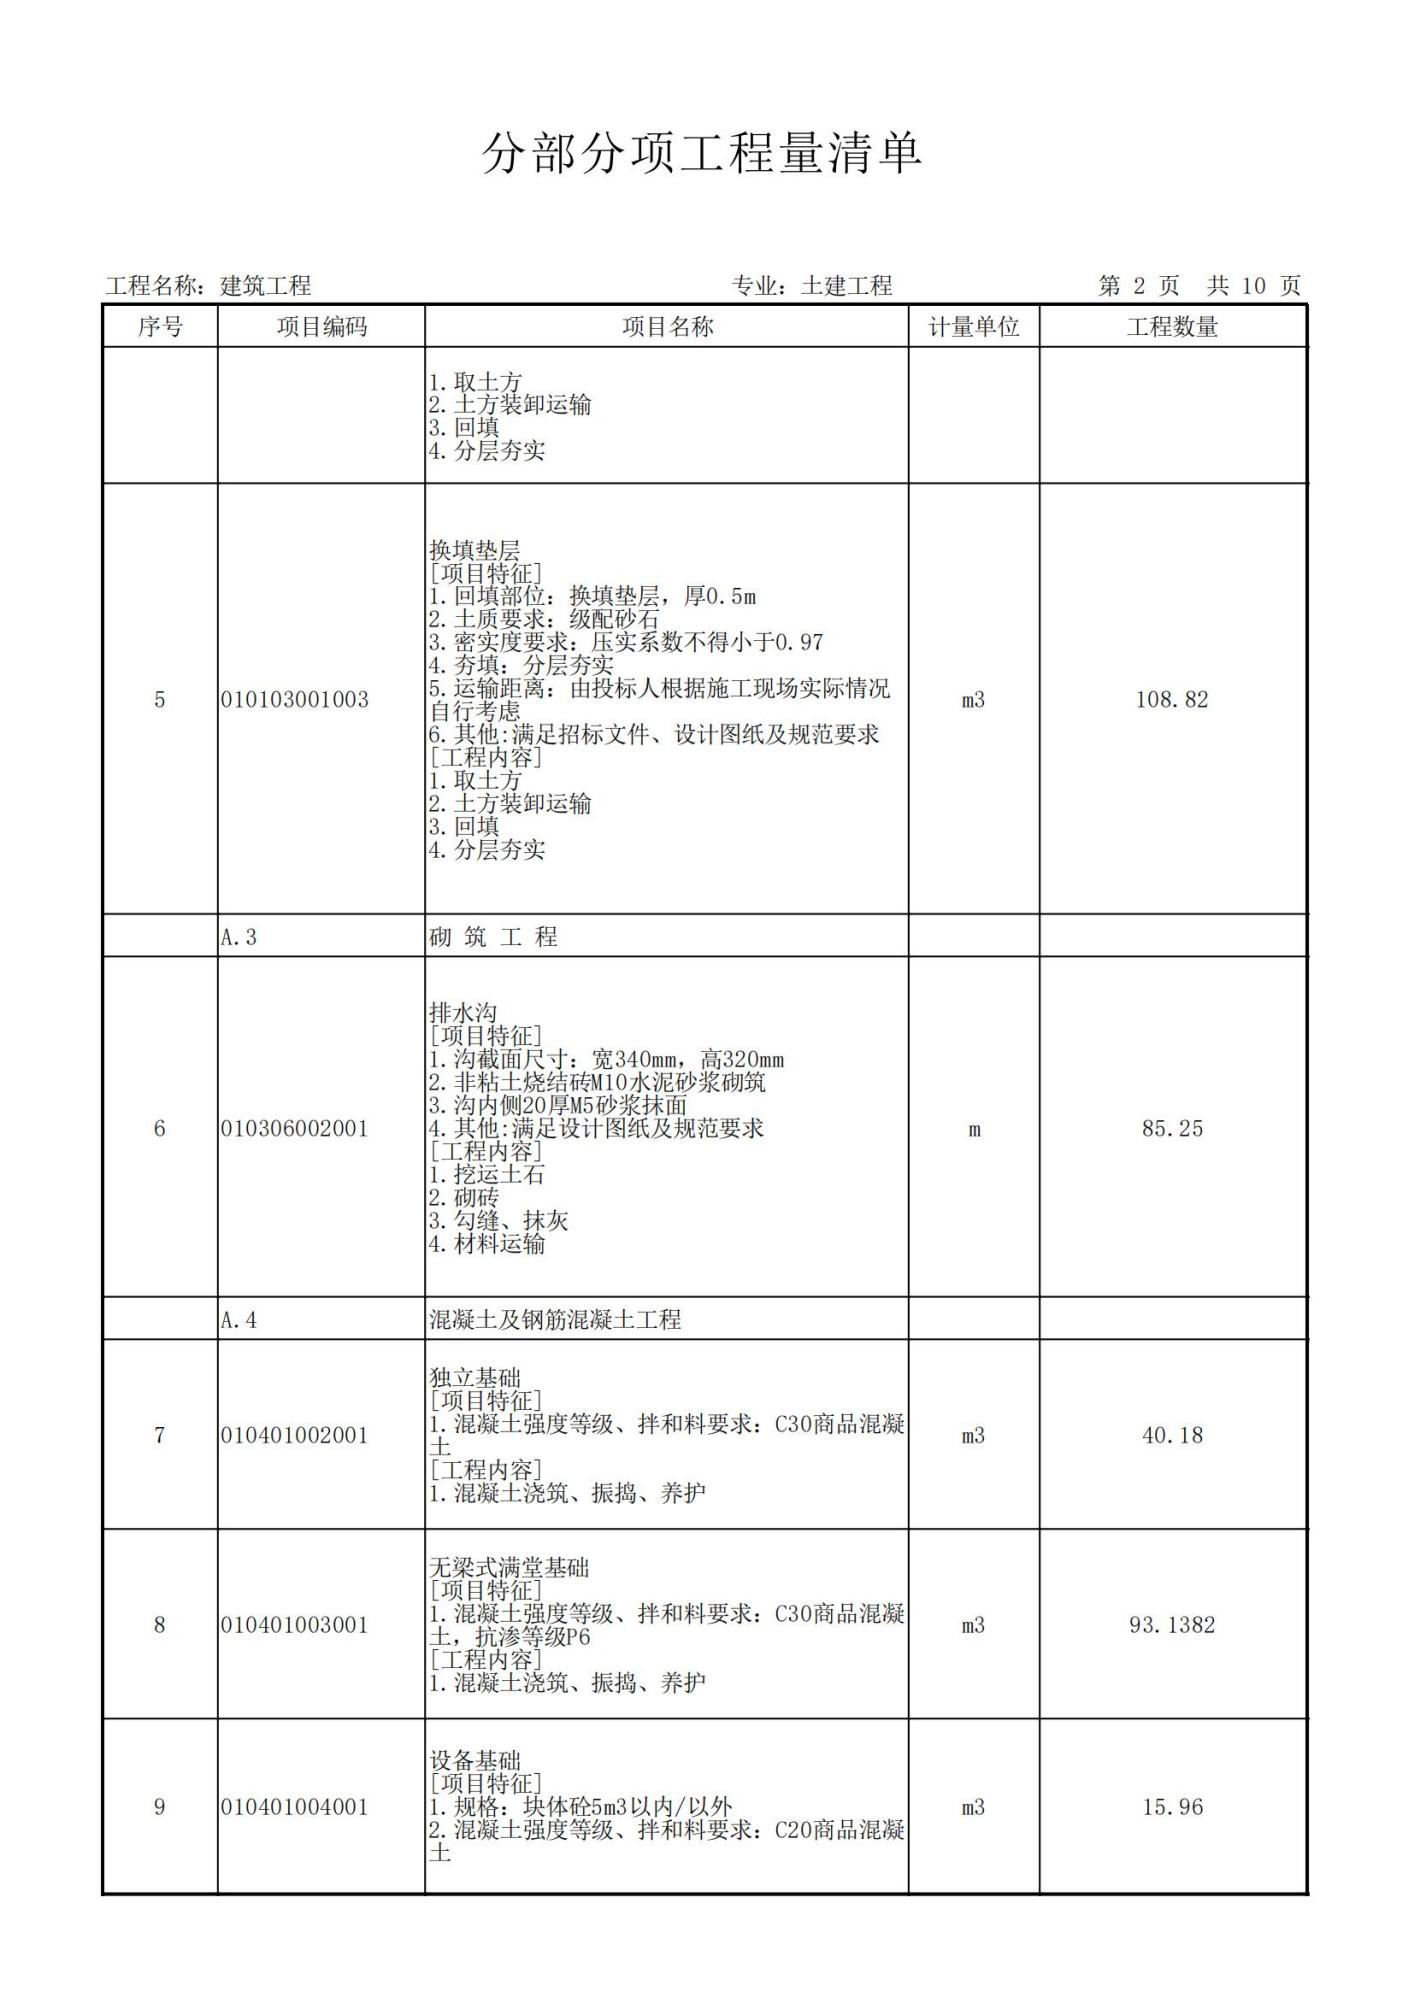 分部分项工程量清单
工程名称：建筑工程 专业：土建工程 第 2 页 共 10 页
序号 项目编码 项目名称 计量单位 工程数量
1.取土方
2.土方装卸运输
3.回填
4.分层夯实
换填垫层
[项目特征]
1.回填部位：换填垫层，厚0.5m
2.土质要求：级配砂石
3.密实度要求：压实系数不得小于0.97
4.夯填：分层夯实
5.运输距离：由投标人根据施工现场实际情况
5 010103001003 m3 108.82
自行考虑
6.其他:满足招标文件、设计图纸及规范要求
[工程内容]
1.取土方
2.土方装卸运输
3.回填
4.分层夯实
A.3 砌 筑 工 程
排水沟
[项目特征]
1.沟截面尺寸：宽340mm，高320mm
2.非粘土烧结砖M10水泥砂浆砌筑
3.沟内侧20厚M5砂浆抹面
6 010306002001 4.其他:满足设计图纸及规范要求 m 85.25
[工程内容]
1.挖运土石
2.砌砖
3.勾缝、抹灰
4.材料运输
A.4 混凝土及钢筋混凝土工程
独立基础
[项目特征]
1.混凝土强度等级、拌和料要求：C30商品混凝
7 010401002001 土 m3 40.18
[工程内容]
1.混凝土浇筑、振捣、养护
无梁式满堂基础
[项目特征]
1.混凝土强度等级、拌和料要求：C30商品混凝
8 010401003001 土，抗渗等级P6 m3 93.1382
[工程内容]
1.混凝土浇筑、振捣、养护
设备基础
[项目特征]
9 010401004001 1.规格：块体砼5m3以内/以外 m3 15.96
2.混凝土强度等级、拌和料要求：C20商品混凝
土